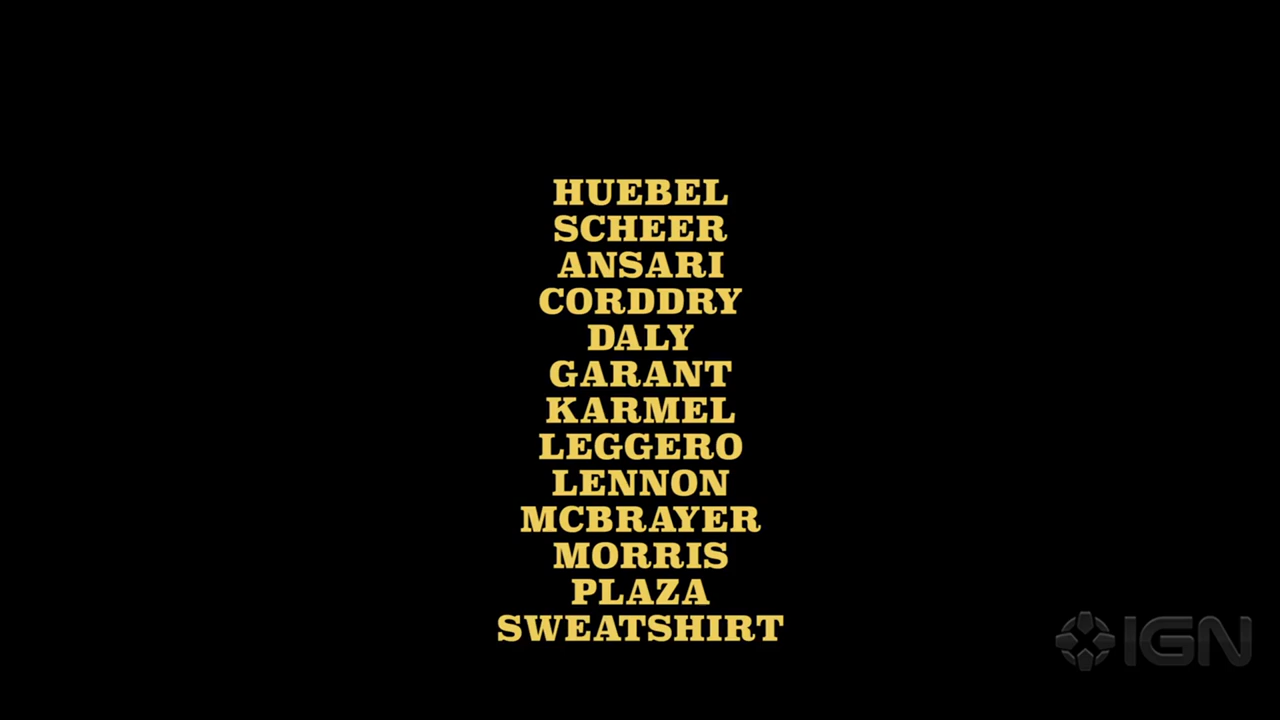 HUEBEL
SCHEER
ANSARI
CORDDRY
DALY
GARANT
KARMEL
LEGGERO
LENNON
MCBRAYER
MORRIS
PLAZA
SWEATSHIRT
IGN